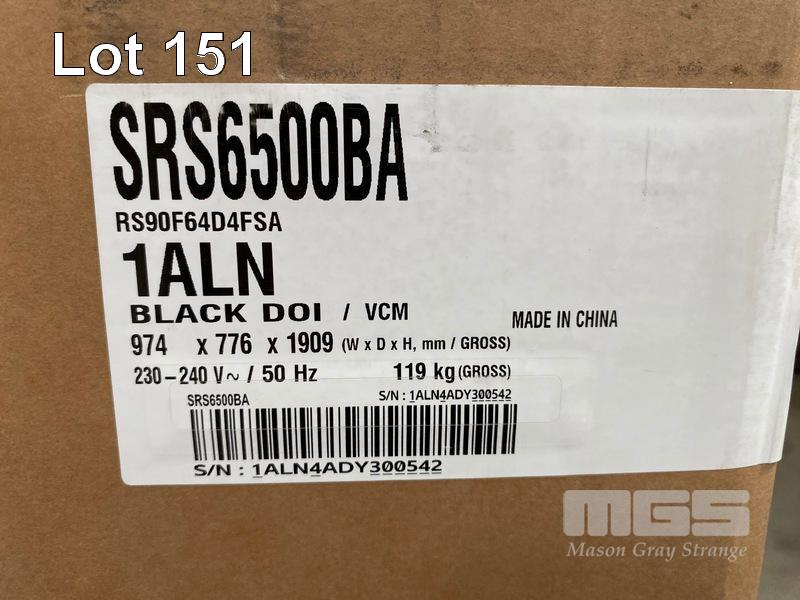 Lot 151
SRS6500BA
RS90F64D4FSA
1ALN
BLACK DOI / VCM
MADE IN CHINA
974 x 776 x 1909 (W x D x H, mm / GROSS)
230-240 V~ / 50 Hz 119 kg (GROSS)
SRS6500BA S/N : 1ALN4ADY300542
S/N : 1ALN4ADY300542
MGS
Mason Gray Strange